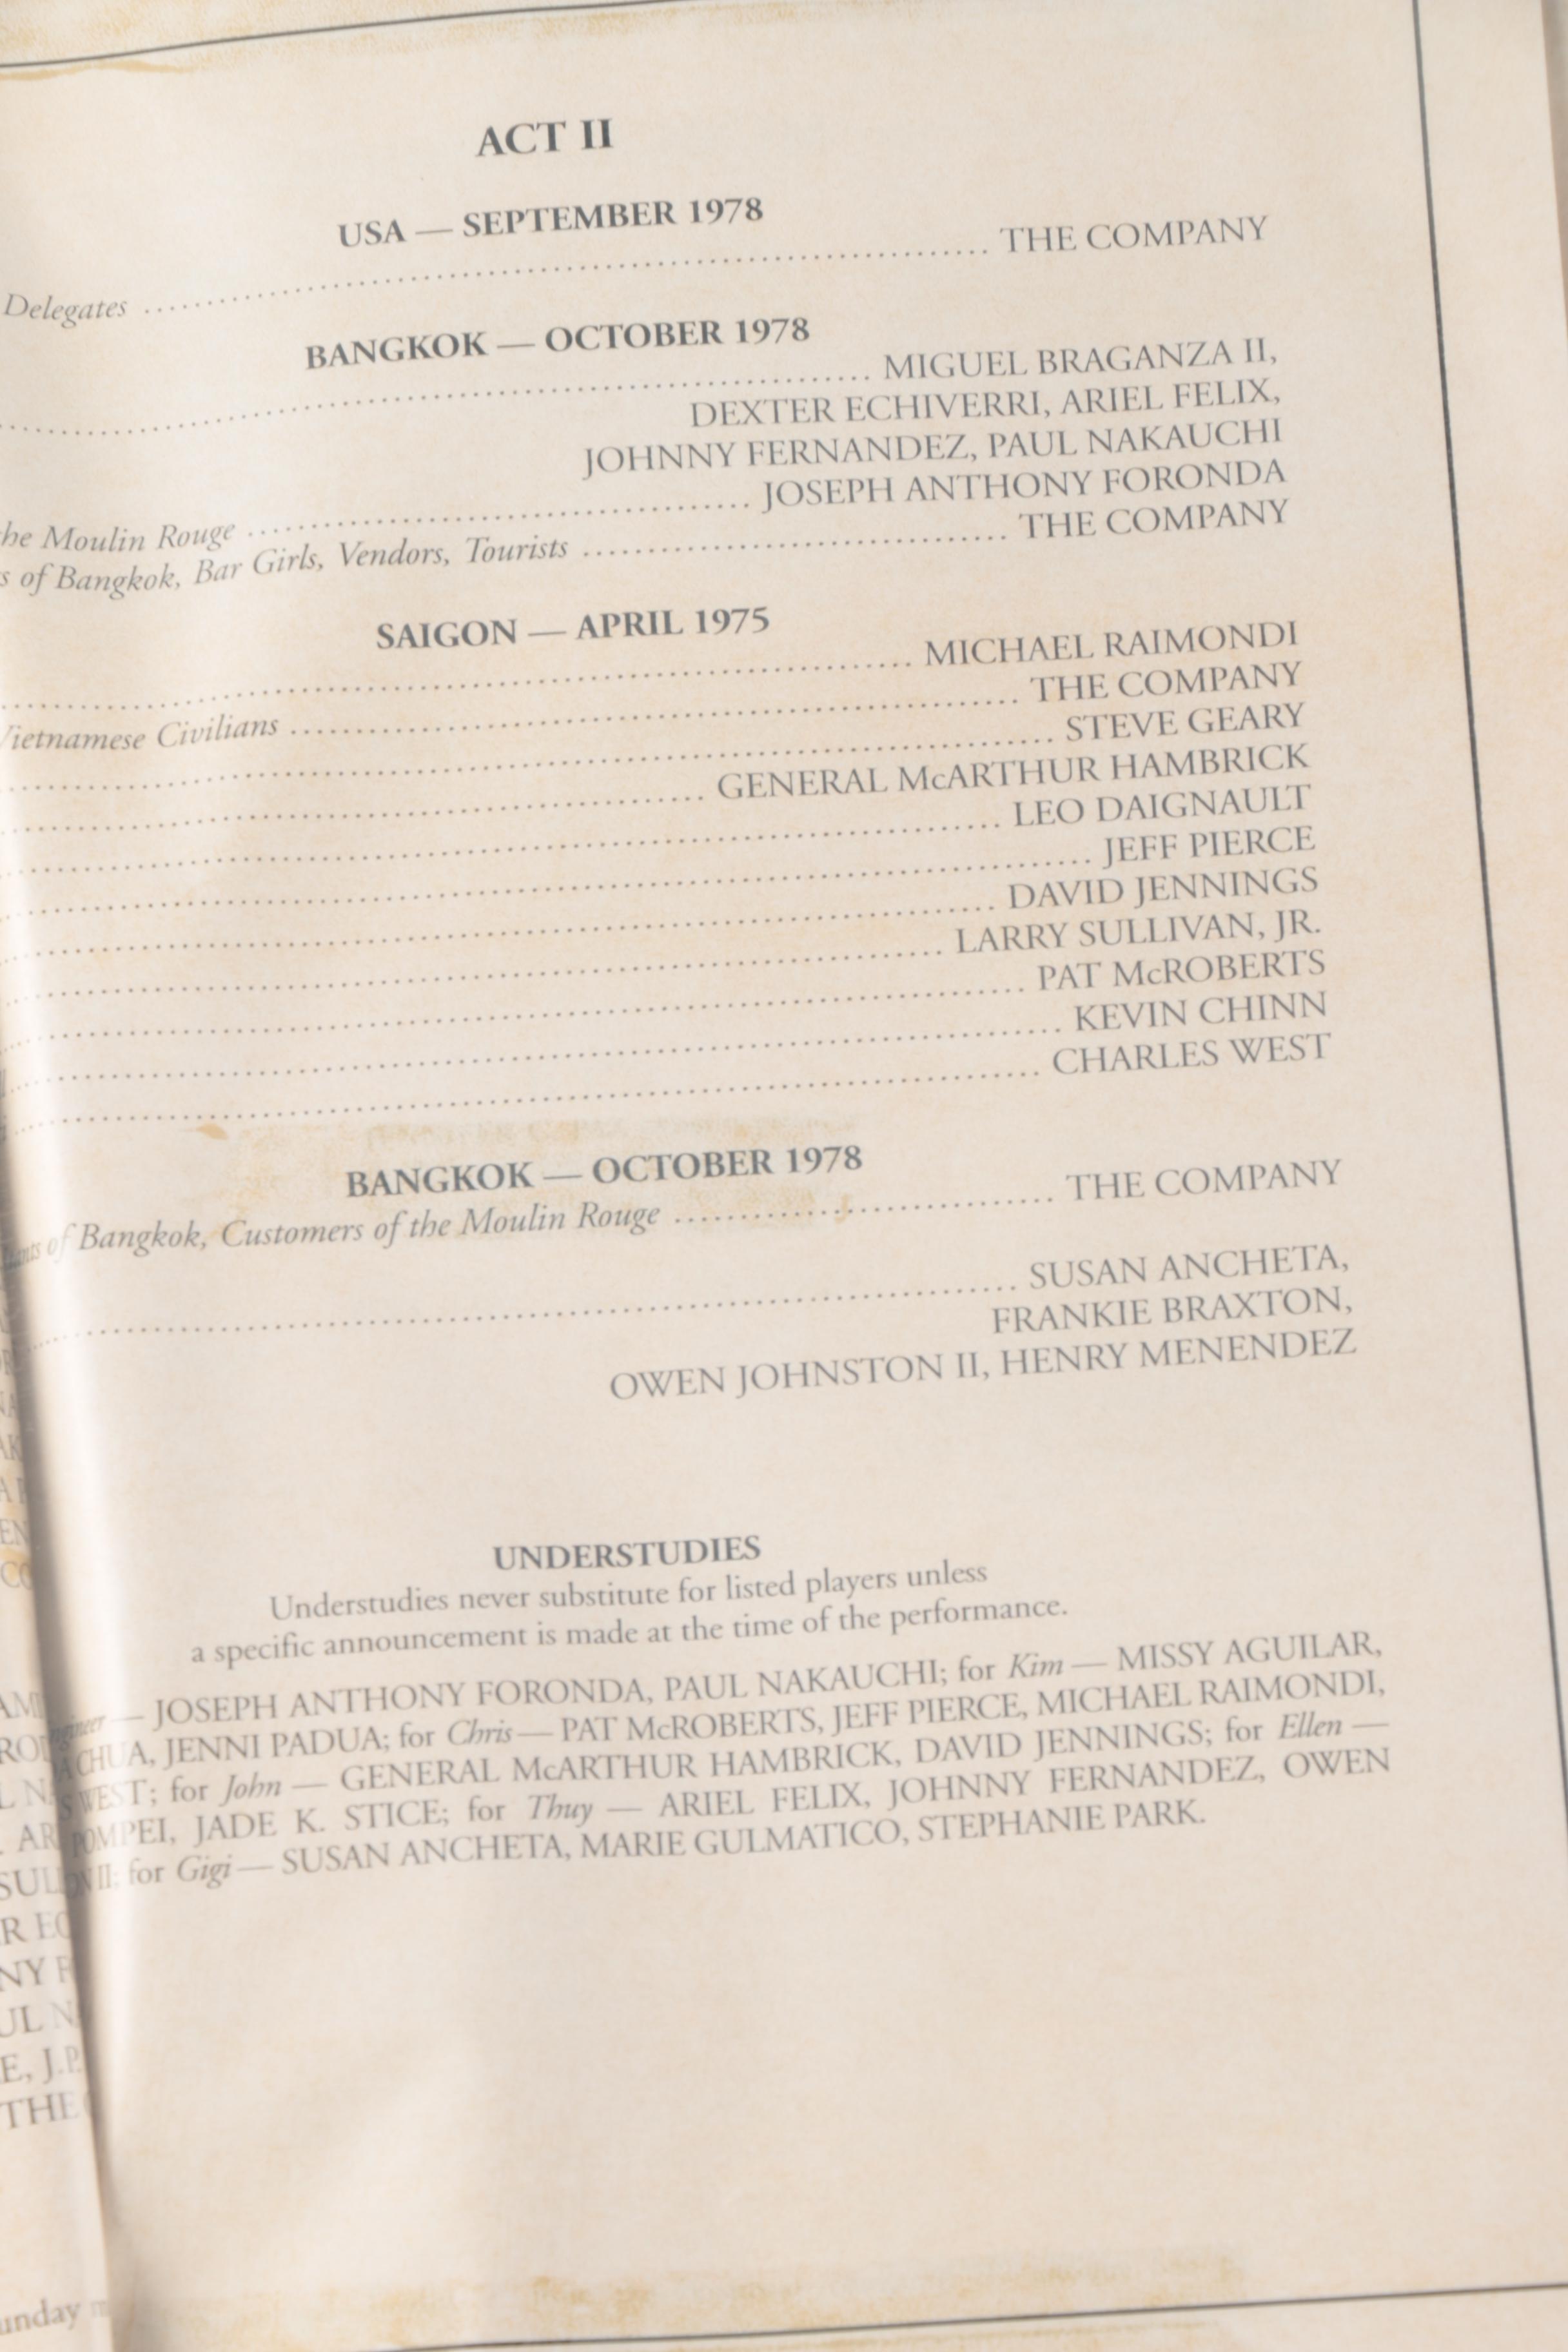 ACT II
USA — SEPTEMBER 1978
Delegates ........ THE COMPANY
BANGKOK — OCTOBER 1978
........ MIGUEL BRAGANZA II,
DEXTER ECHIVERRI, ARIEL FELIX,
JOHNNY FERNANDEZ, PAUL NAKAUCHI
the Moulin Rouge ........ JOSEPH ANTHONY FORONDA
of Bangkok, Bar Girls, Vendors, Tourists ........ THE COMPANY
SAIGON — APRIL 1975
........ MICHAEL RAIMONDI
Vietnamese Civilians ........ THE COMPANY
........ STEVE GEARY
........ GENERAL McARTHUR HAMBRICK
........ LEO DAIGNAULT
........ JEFF PIERCE
........ DAVID JENNINGS
........ LARRY SULLIVAN, JR.
........ PAT McROBERTS
........ KEVIN CHINN
........ CHARLES WEST
BANGKOK — OCTOBER 1978
of Bangkok, Customers of the Moulin Rouge ........ THE COMPANY
........ SUSAN ANCHETA,
FRANKIE BRAXTON,
OWEN JOHNSTON II, HENRY MENENDEZ
UNDERSTUDIES
Understudies never substitute for listed players unless
a specific announcement is made at the time of the performance.
— JOSEPH ANTHONY FORONDA, PAUL NAKAUCHI; for Kim — MISSY AGUILAR,
CHUA, JENNI PADUA; for Chris — PAT McROBERTS, JEFF PIERCE, MICHAEL RAIMONDI,
WEST; for John — GENERAL McARTHUR HAMBRICK, DAVID JENNINGS; for Ellen —
POMPEI, JADE K. STICE; for Thuy — ARIEL FELIX, JOHNNY FERNANDEZ, OWEN
II; for Gigi — SUSAN ANCHETA, MARIE GULMATICO, STEPHANIE PARK.